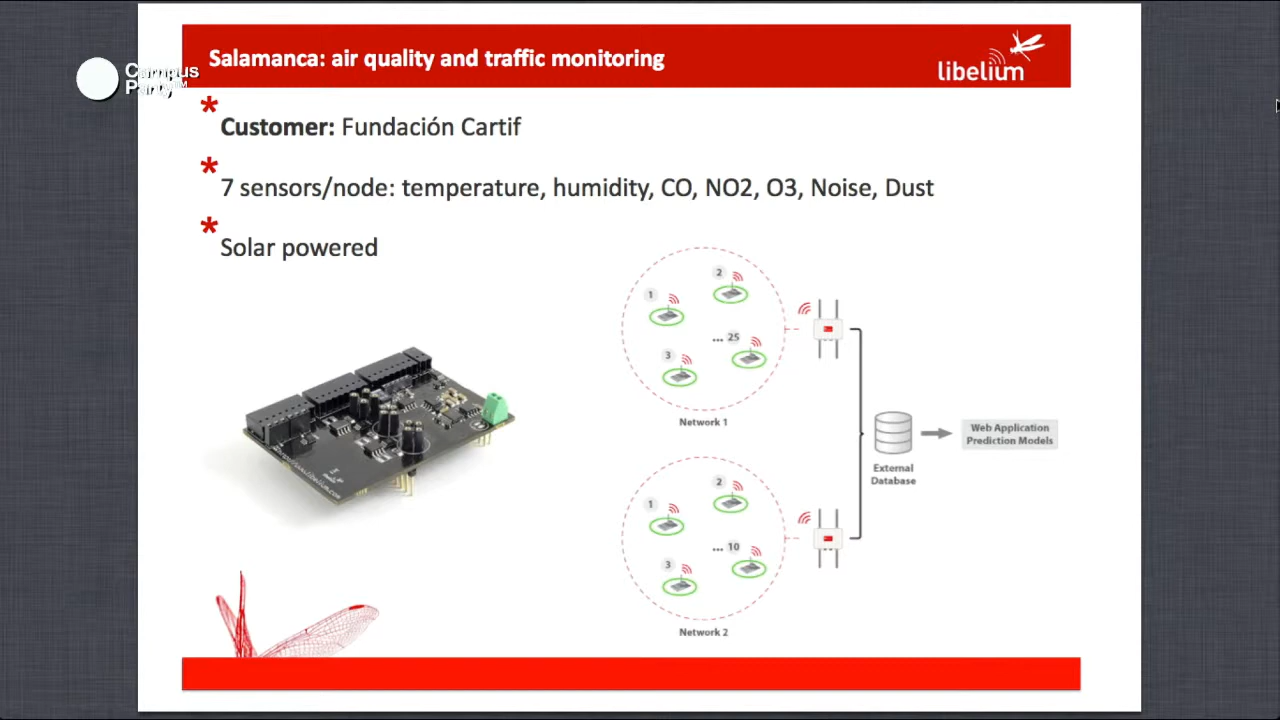 Salamanca: air quality and traffic monitoring
libelium
Campus
Party™
* Customer: Fundación Cartif
* 7 sensors/node: temperature, humidity, CO, NO2, O3, Noise, Dust
* Solar powered
1
2
3
... 25
Network 1
1
2
3
... 10
Network 2
External
Database
Web Application
Prediction Models